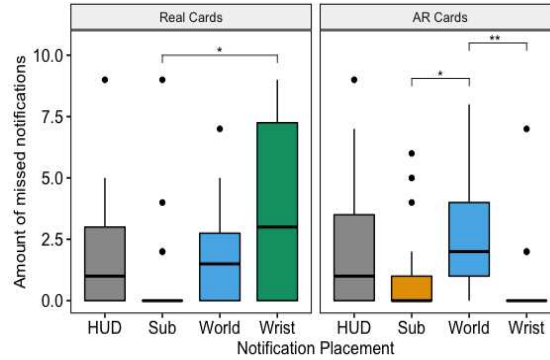 Real Cards AR Cards
Amount of missed notifications
10.0
7.5
5.0
2.5
0.0
*
*
**
HUD Sub World Wrist HUD Sub World Wrist
Notification Placement